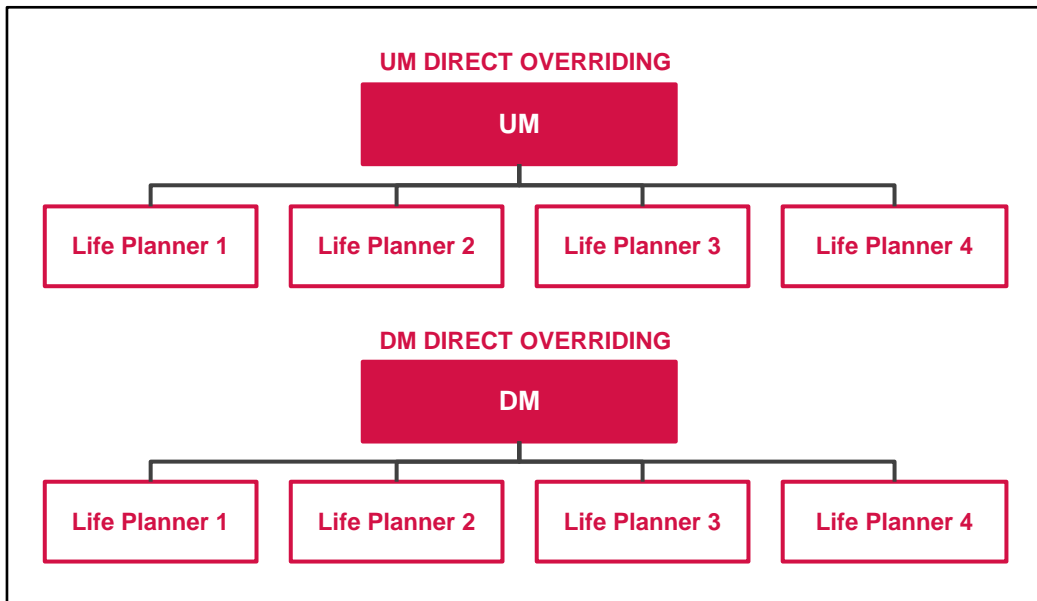 UM DIRECT OVERRIDING
UM
Life Planner 1
Life Planner 2
Life Planner 3
Life Planner 4
DM DIRECT OVERRIDING
DM
Life Planner 1
Life Planner 2
Life Planner 3
Life Planner 4